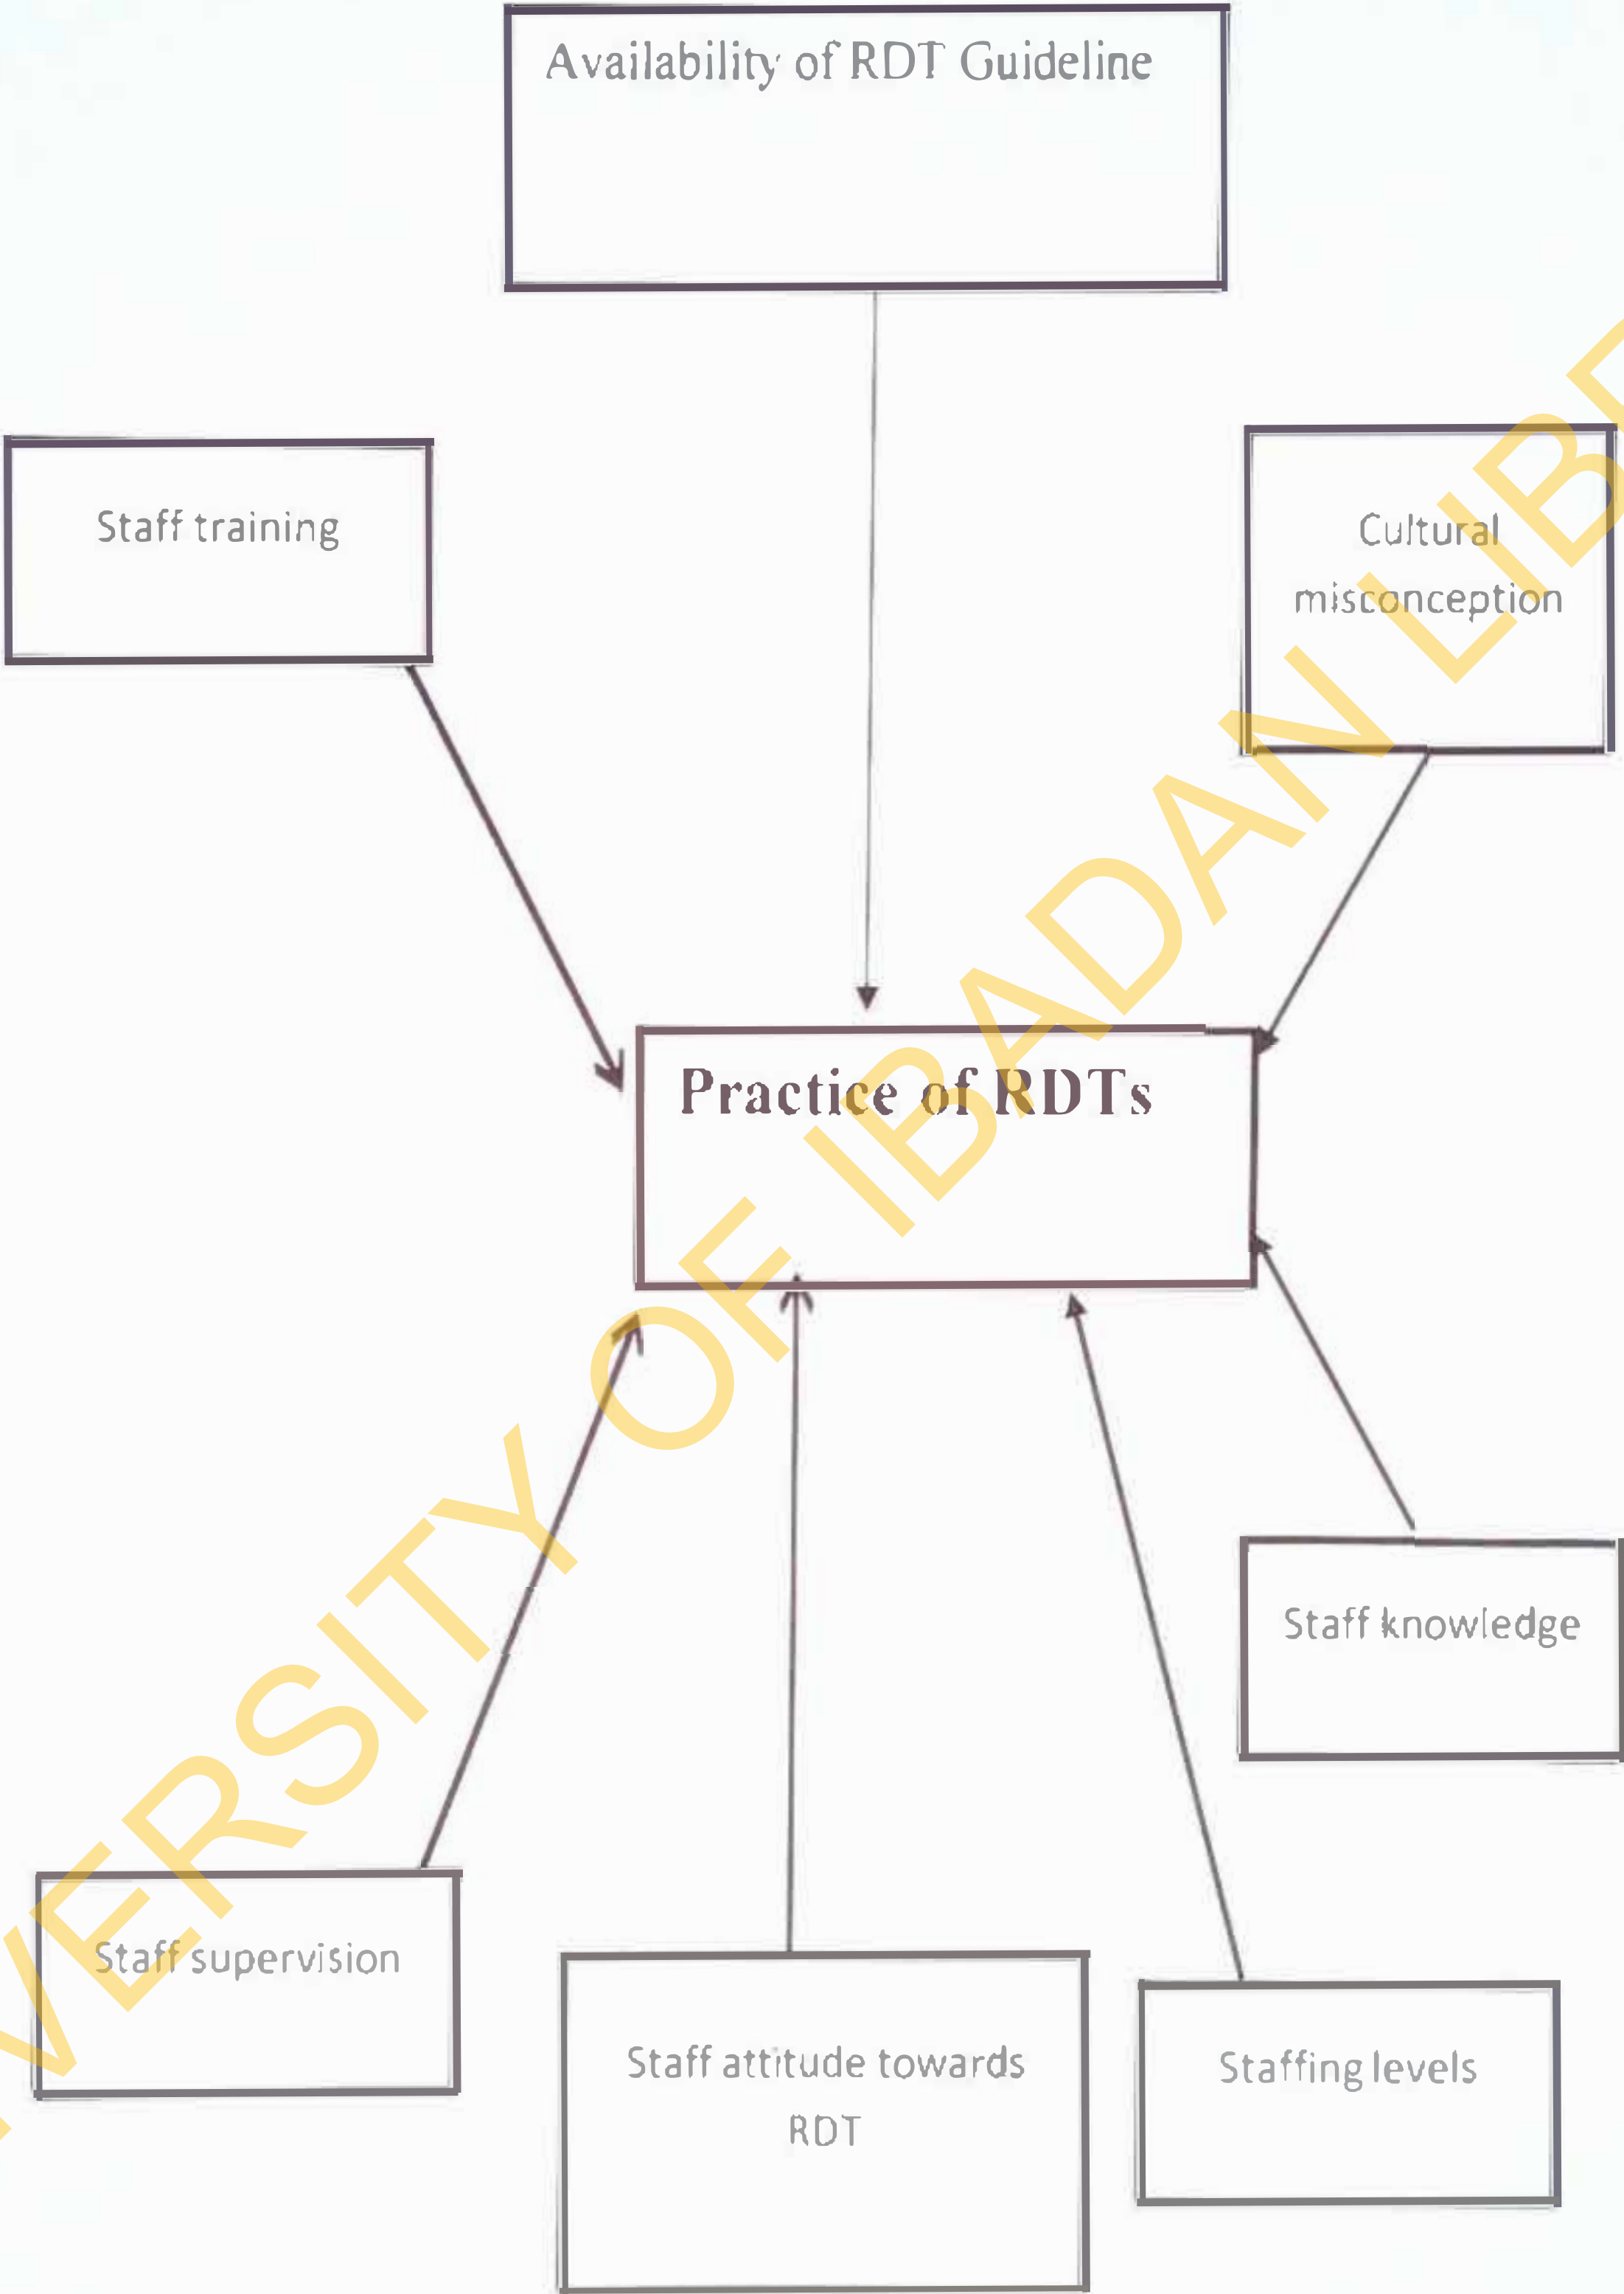 Availability of RDT Guideline
Staff training
Cultural
misconception
Practice of RDTs
Staff knowledge
Staff supervision
Staff attitude towards
RDT
Staffing levels
VERSITY OF IBADAN LIBR